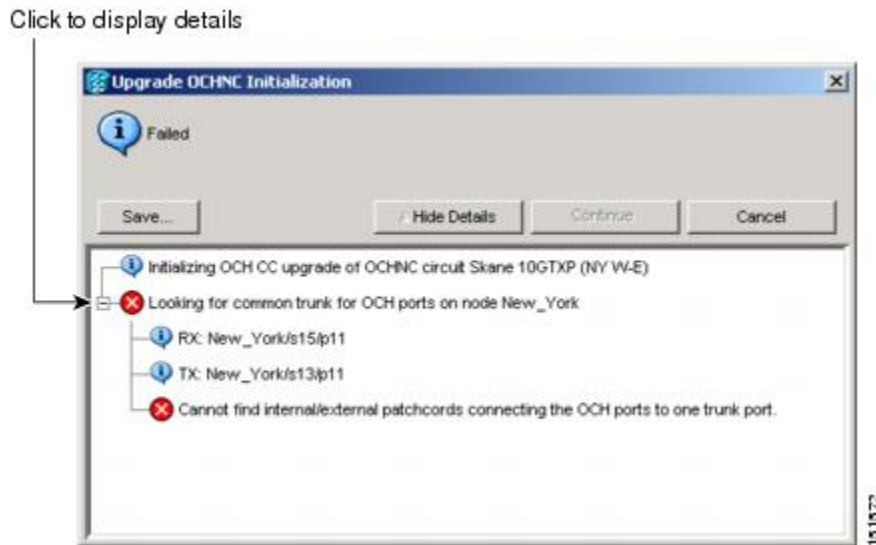 Click to display details
Upgrade OCHNC Initialization
Failed
Save...
Hide Details
Continue
Cancel
Initializing OCH CC upgrade of OCHNC circuit Skane 10GTXP (NY W-E)
Looking for common trunk for OCH ports on node New_York
RX: New_York/s15/p11
TX: New_York/s13/p11
Cannot find internal/external patchcords connecting the OCH ports to one trunk port.
151572